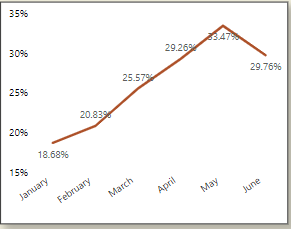 35%
30%
25%
20%
15%
18.68%
20.83%
25.57%
29.26%
33.47%
29.76%
January
February
March
April
May
June